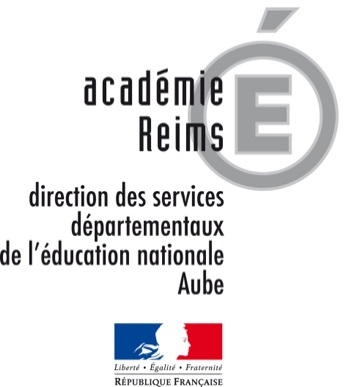 académie
Reims
É
direction des services
départementaux
de l'éducation nationale
Aube
Liberté • Égalité • Fraternité
RÉPUBLIQUE FRANÇAISE